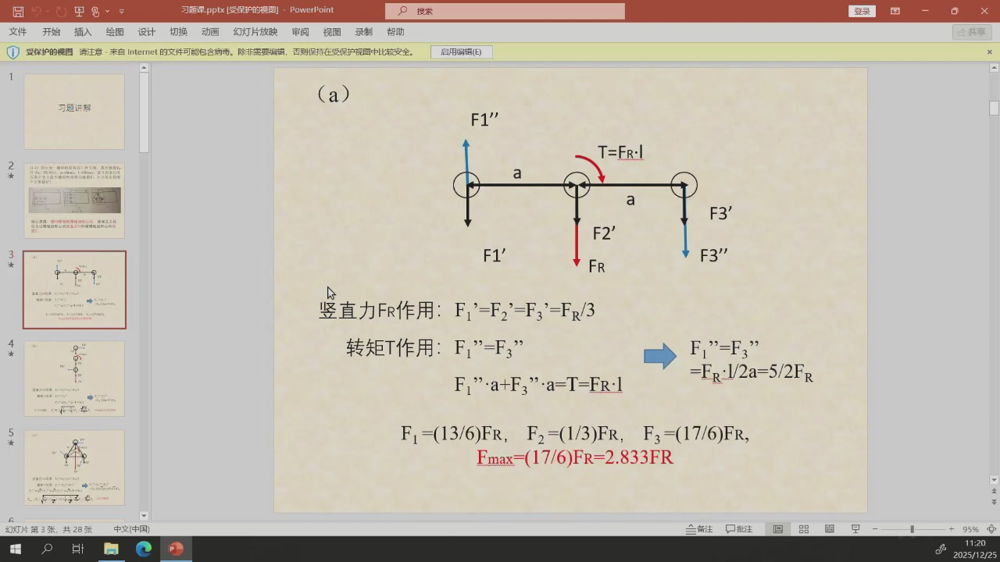 习题课.pptx [受保护的视图] - PowerPoint
搜索
登录
文件 开始 插入 绘图 设计 切换 动画 幻灯片放映 审阅 视图 录制 帮助
共享
受保护的视图 请注意 - 来自 Internet 的文件可能包含病毒。除非需要编辑，否则保持在受保护视图中比较安全。 启用编辑(E)
1
习题讲解
2
3
4
5
6
（a）
F1’’
T=FR·l
a
a
F3’
F2’
F1’
F3’’
FR
竖直力FR作用： F1’=F2’=F3’=FR/3
转矩T作用： F1’’=F3’’
F1’’·a+F3’’·a=T=FR·l
F1’’=F3’’
=FR·l/2a=5/2FR
F1 =(13/6)FR, F2 =(1/3)FR, F3 =(17/6)FR,
Fmax=(17/6)FR=2.833FR
幻灯片 第 3 张，共 28 张 中文(中国)
备注 批注
95%
11:20
2025/12/25